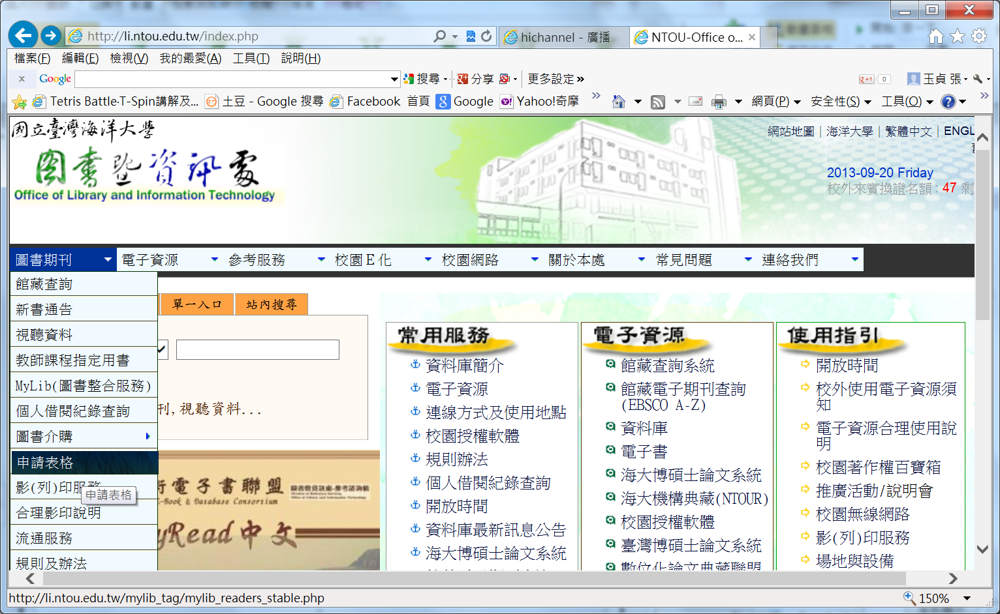 http://li.ntou.edu.tw/index.php
hichannel - 廣播
NTOU-Office o...
檔案(F) 編輯(E) 檢視(V) 我的最愛(A) 工具(T) 說明(H)
x Google 搜尋 分享 更多設定 »
+1 0 王貞 張
Tetris Battle‧T-Spin講解及... 土豆 - Google 搜尋 Facebook 首頁 Google Yahoo!奇摩 » 網頁(P) 安全性(S) 工具(O) »
國立臺灣海洋大學
圖書暨資訊處
Office of Library and Information Technology
網站地圖 | 海洋大學 | 繁體中文 | ENGL
2013-09-20 Friday
校外來賓換證名額 : 47 剩
圖書期刊 電子資源 參考服務 校園E化 校園網路 關於本處 常見問題 連絡我們
館藏查詢
新書通告
視聽資料
教師課程指定用書
MyLib(圖書整合服務)
個人借閱紀錄查詢
圖書介購
申請表格
影(列)印服務
申請表格
合理影印說明
流通服務
規則及辦法
單一入口 站內搜尋
刊,視聽資料...
電子書聯盟
-Book & Database Consortium
yRead 中文
常用服務
資料庫簡介
電子資源
連線方式及使用地點
校園授權軟體
規則辦法
個人借閱紀錄查詢
開放時間
資料庫最新訊息公告
海大博碩士論文系統
電子資源
館藏查詢系統
館藏電子期刊查詢
(EBSCO A-Z)
資料庫
電子書
海大博碩士論文系統
海大機構典藏(NTOUR)
校園授權軟體
臺灣博碩士論文系統
數位化論文典藏聯盟
使用指引
開放時間
校外使用電子資源須
知
電子資源合理使用說
明
校園著作權百寶箱
推廣活動/說明會
校園無線網路
影(列)印服務
場地與設備
http://li.ntou.edu.tw/mylib_tag/mylib_readers_stable.php
150%